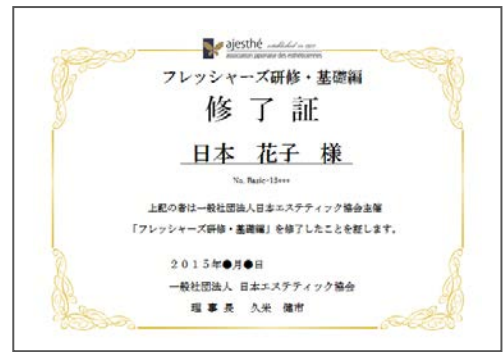 ajesthé established in 1972
association japonaise des esthéticiennes
フレッシャーズ研修・基礎編
修了証
日本 花子 様
No. Basic-15***
上記の者は一般社団法人日本エステティック協会主催
「フレッシャーズ研修・基礎編」を修了したことを証します。
2015年●月●日
一般社団法人 日本エステティック協会
理事長 久米 健市